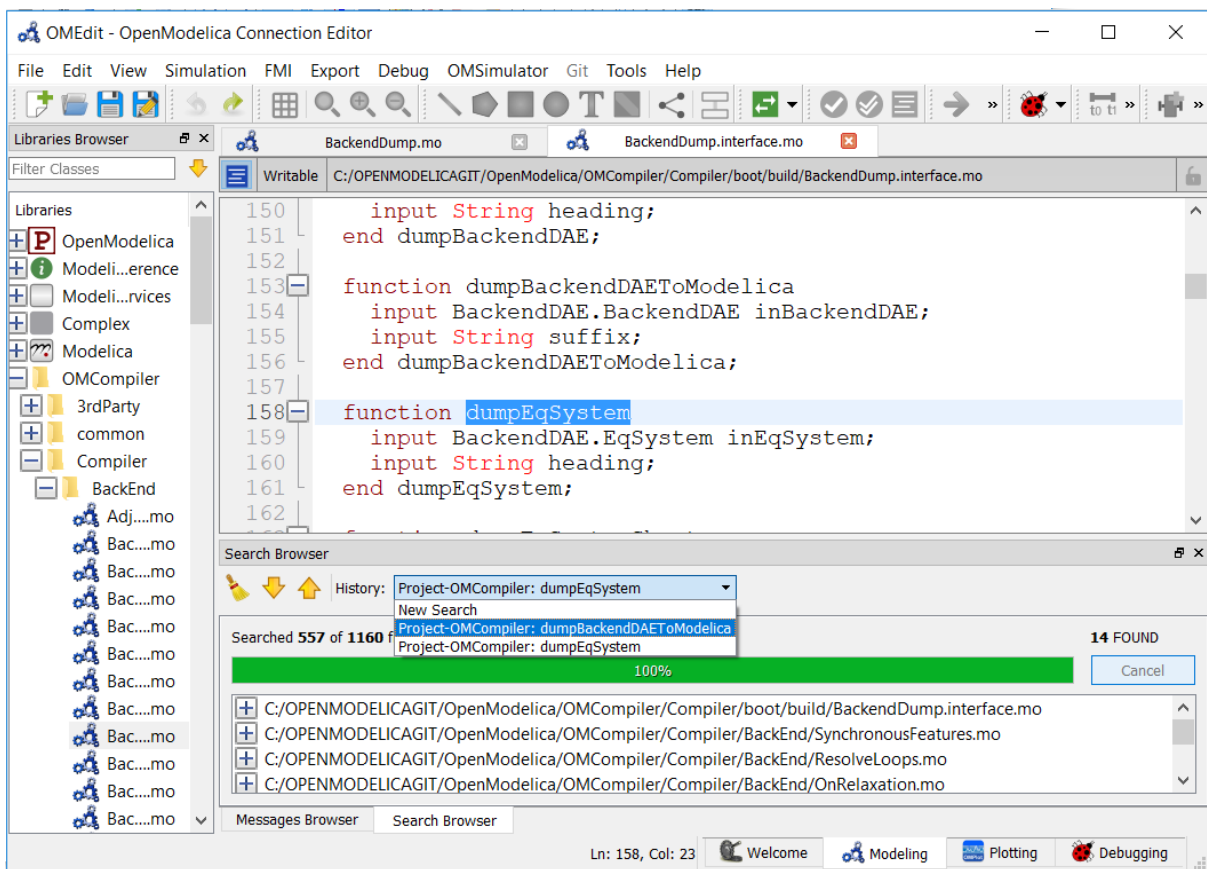 OMEdit - OpenModelica Connection Editor
File Edit View Simulation FMI Export Debug OMSimulator Git Tools Help
T
to ti
»
»
»
Libraries Browser
Filter Classes
Libraries
P OpenModelica
i Modeli...erence
Modeli...rvices
Complex
Modelica
OMCompiler
3rdParty
common
Compiler
BackEnd
Adj....mo
Bac....mo
Bac....mo
Bac....mo
Bac....mo
Bac....mo
Bac....mo
Bac....mo
Bac....mo
Bac....mo
Bac....mo
Bac....mo
BackendDump.mo
BackendDump.interface.mo
Writable C:/OPENMODELICAGIT/OpenModelica/OMCompiler/Compiler/boot/build/BackendDump.interface.mo
150 input String heading;
151 end dumpBackendDAE;
152
153 function dumpBackendDAEToModelica
154 input BackendDAE.BackendDAE inBackendDAE;
155 input String suffix;
156 end dumpBackendDAEToModelica;
157
158 function dumpEqSystem
159 input BackendDAE.EqSystem inEqSystem;
160 input String heading;
161 end dumpEqSystem;
162
Search Browser
History: Project-OMCompiler: dumpEqSystem
New Search
Project-OMCompiler: dumpBackendDAEToModelica
Project-OMCompiler: dumpEqSystem
Searched 557 of 1160 f
14 FOUND
100%
Cancel
C:/OPENMODELICAGIT/OpenModelica/OMCompiler/Compiler/boot/build/BackendDump.interface.mo
C:/OPENMODELICAGIT/OpenModelica/OMCompiler/Compiler/BackEnd/SynchronousFeatures.mo
C:/OPENMODELICAGIT/OpenModelica/OMCompiler/Compiler/BackEnd/ResolveLoops.mo
C:/OPENMODELICAGIT/OpenModelica/OMCompiler/Compiler/BackEnd/OnRelaxation.mo
Messages Browser Search Browser
Ln: 158, Col: 23 Welcome Modeling Plotting Debugging